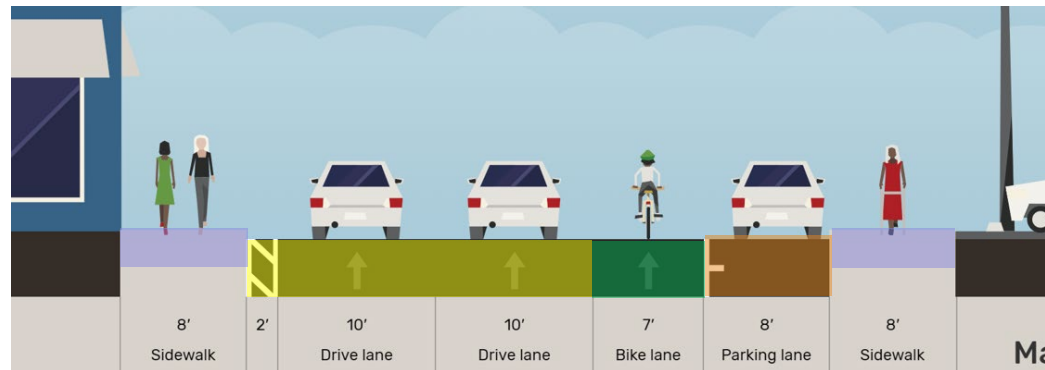 8′ 2′ 10′ 10′ 7′ 8′ 8′
Sidewalk Drive lane Drive lane Bike lane Parking lane Sidewalk